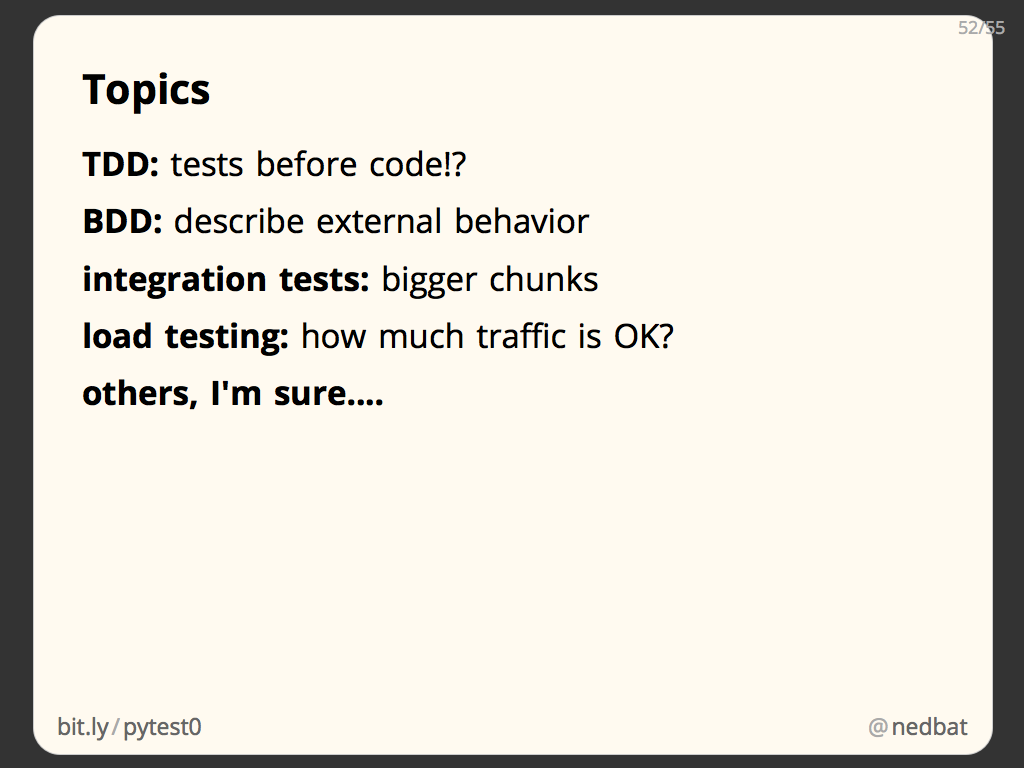 52/55
Topics
TDD: tests before code!?
BDD: describe external behavior
integration tests: bigger chunks
load testing: how much traffic is OK?
others, I'm sure....
bit.ly/pytest0
@nedbat